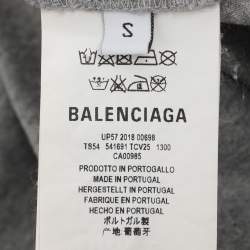 S
BALENCIAGA
UP57 2018 00698
TS54 541691 TCV25 1300
CA00985
PRODOTTO IN PORTOGALLO
MADE IN PORTUGAL
HERGESTELLT IN PORTUGAL
FABRIQUE EN PORTUGAL
HECHO EN PORTUGAL
ポルトガル製
产地:葡萄牙